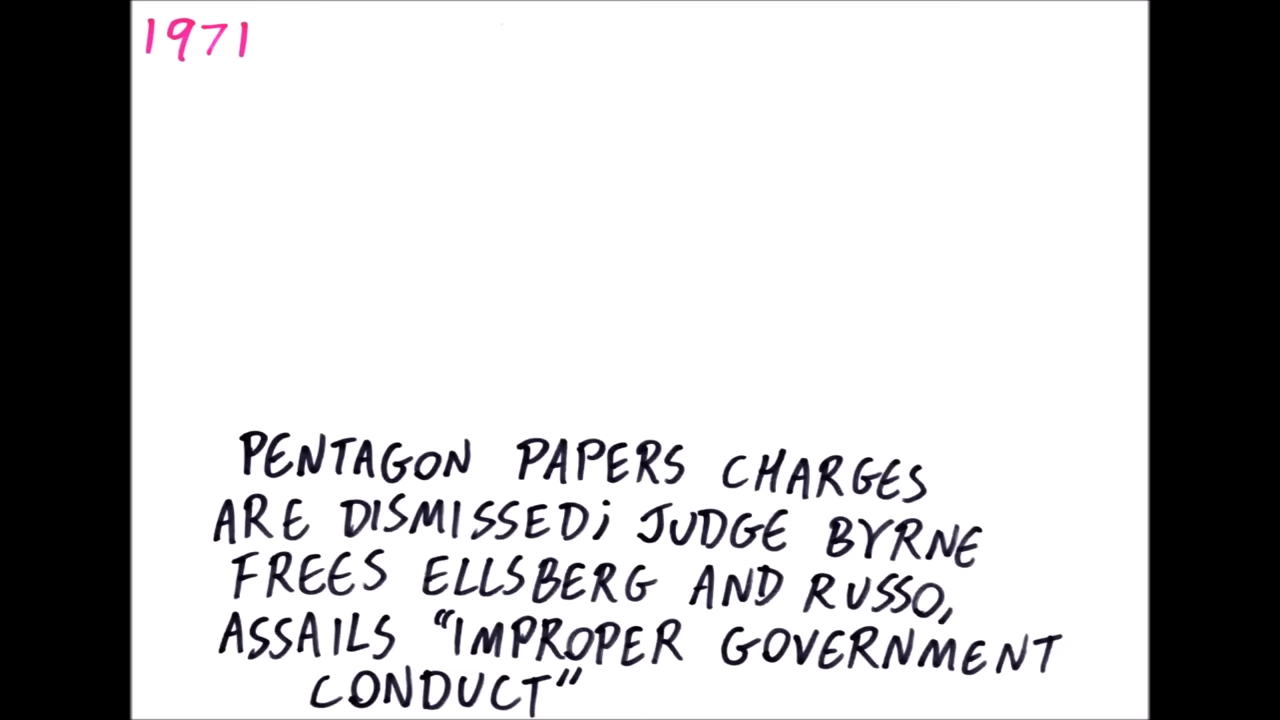 1971
PENTAGON PAPERS CHARGES
ARE DISMISSED; JUDGE BYRNE
FREES ELLSBERG AND RUSSO,
ASSAILS "IMPROPER GOVERNMENT
CONDUCT"